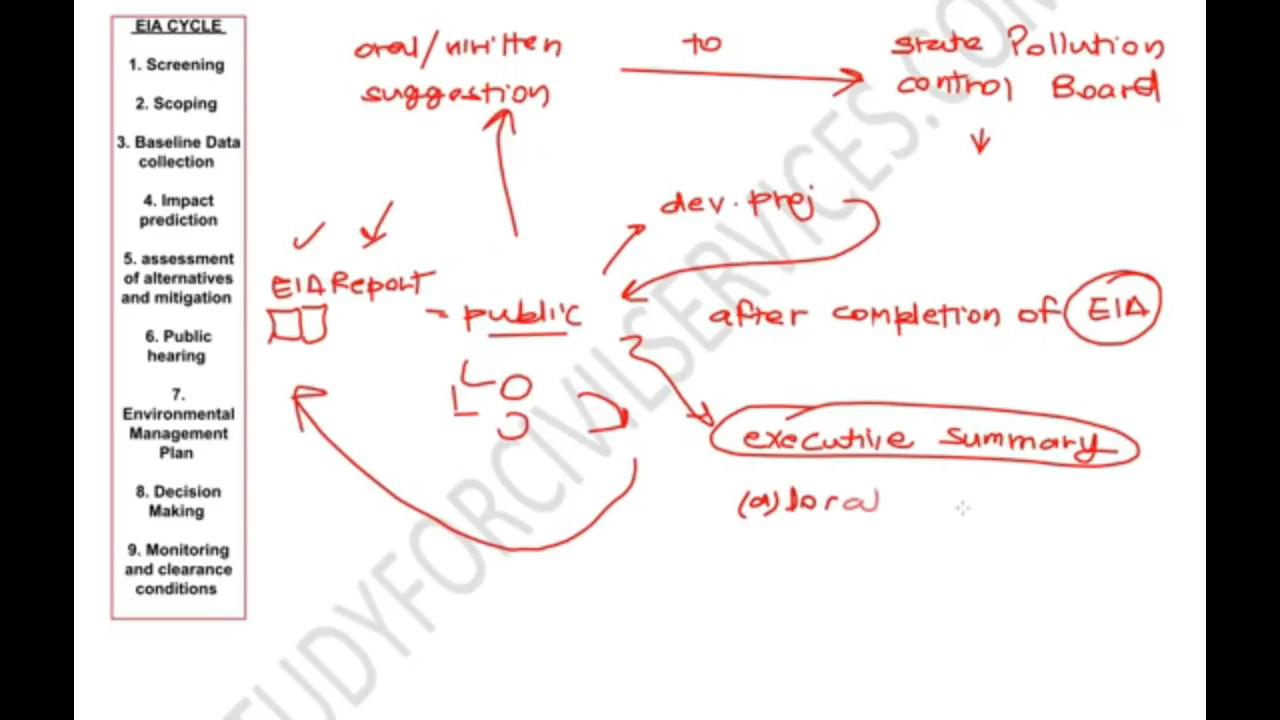 EIA CYCLE
1. Screening
2. Scoping
3. Baseline Data
collection
4. Impact
prediction
5. assessment
of alternatives
and mitigation
6. Public
hearing
7.
Environmental
Management
Plan
8. Decision
Making
9. Monitoring
and clearance
conditions
oral/written
suggestion
to
state Pollution
control Board
dev. proj
EIA Report
- public
after completion of EIA
executive summary
(a) local
STUDYFORCIVILSERVICES.COM